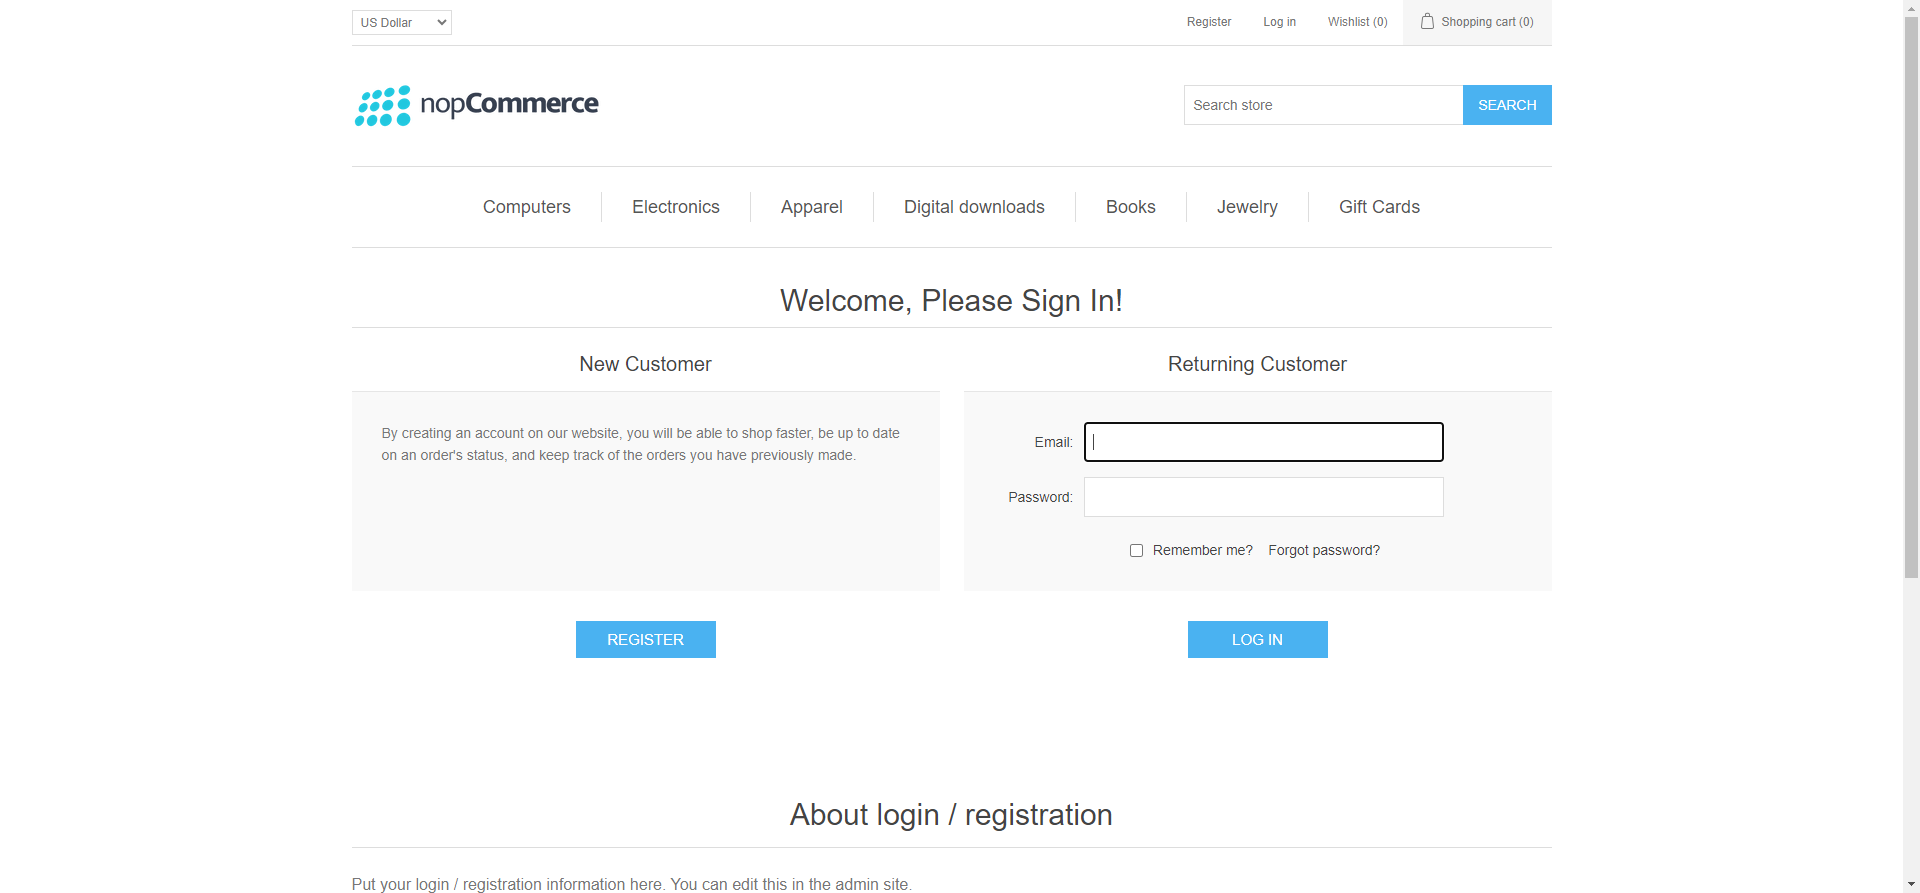 US Dollar
Register Log in Wishlist (0) Shopping cart (0)
nopCommerce
Search store SEARCH
Computers Electronics Apparel Digital downloads Books Jewelry Gift Cards
Welcome, Please Sign In!
New Customer
By creating an account on our website, you will be able to shop faster, be up to date
on an order's status, and keep track of the orders you have previously made.
REGISTER
Returning Customer
Email:
Password:
Remember me? Forgot password?
LOG IN
About login / registration
Put your login / registration information here. You can edit this in the admin site.